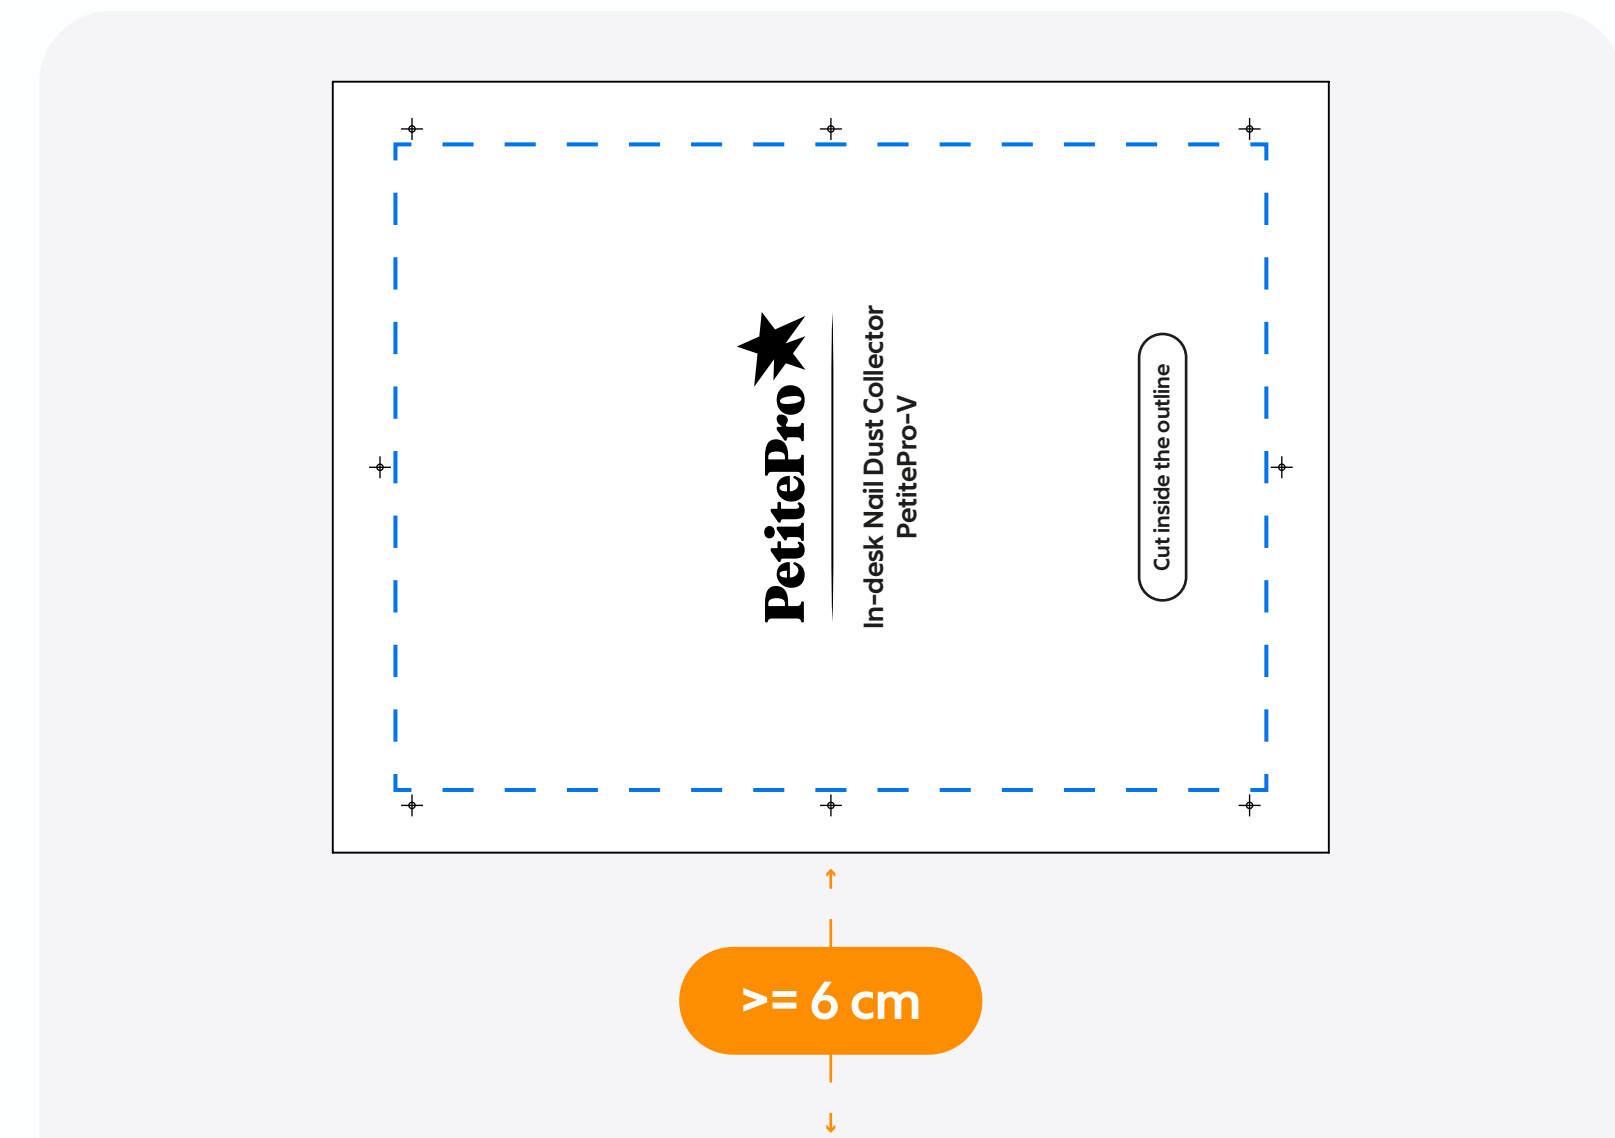 PetitePro
In-desk Nail Dust Collector
PetitePro-V
Cut inside the outline
>= 6 cm